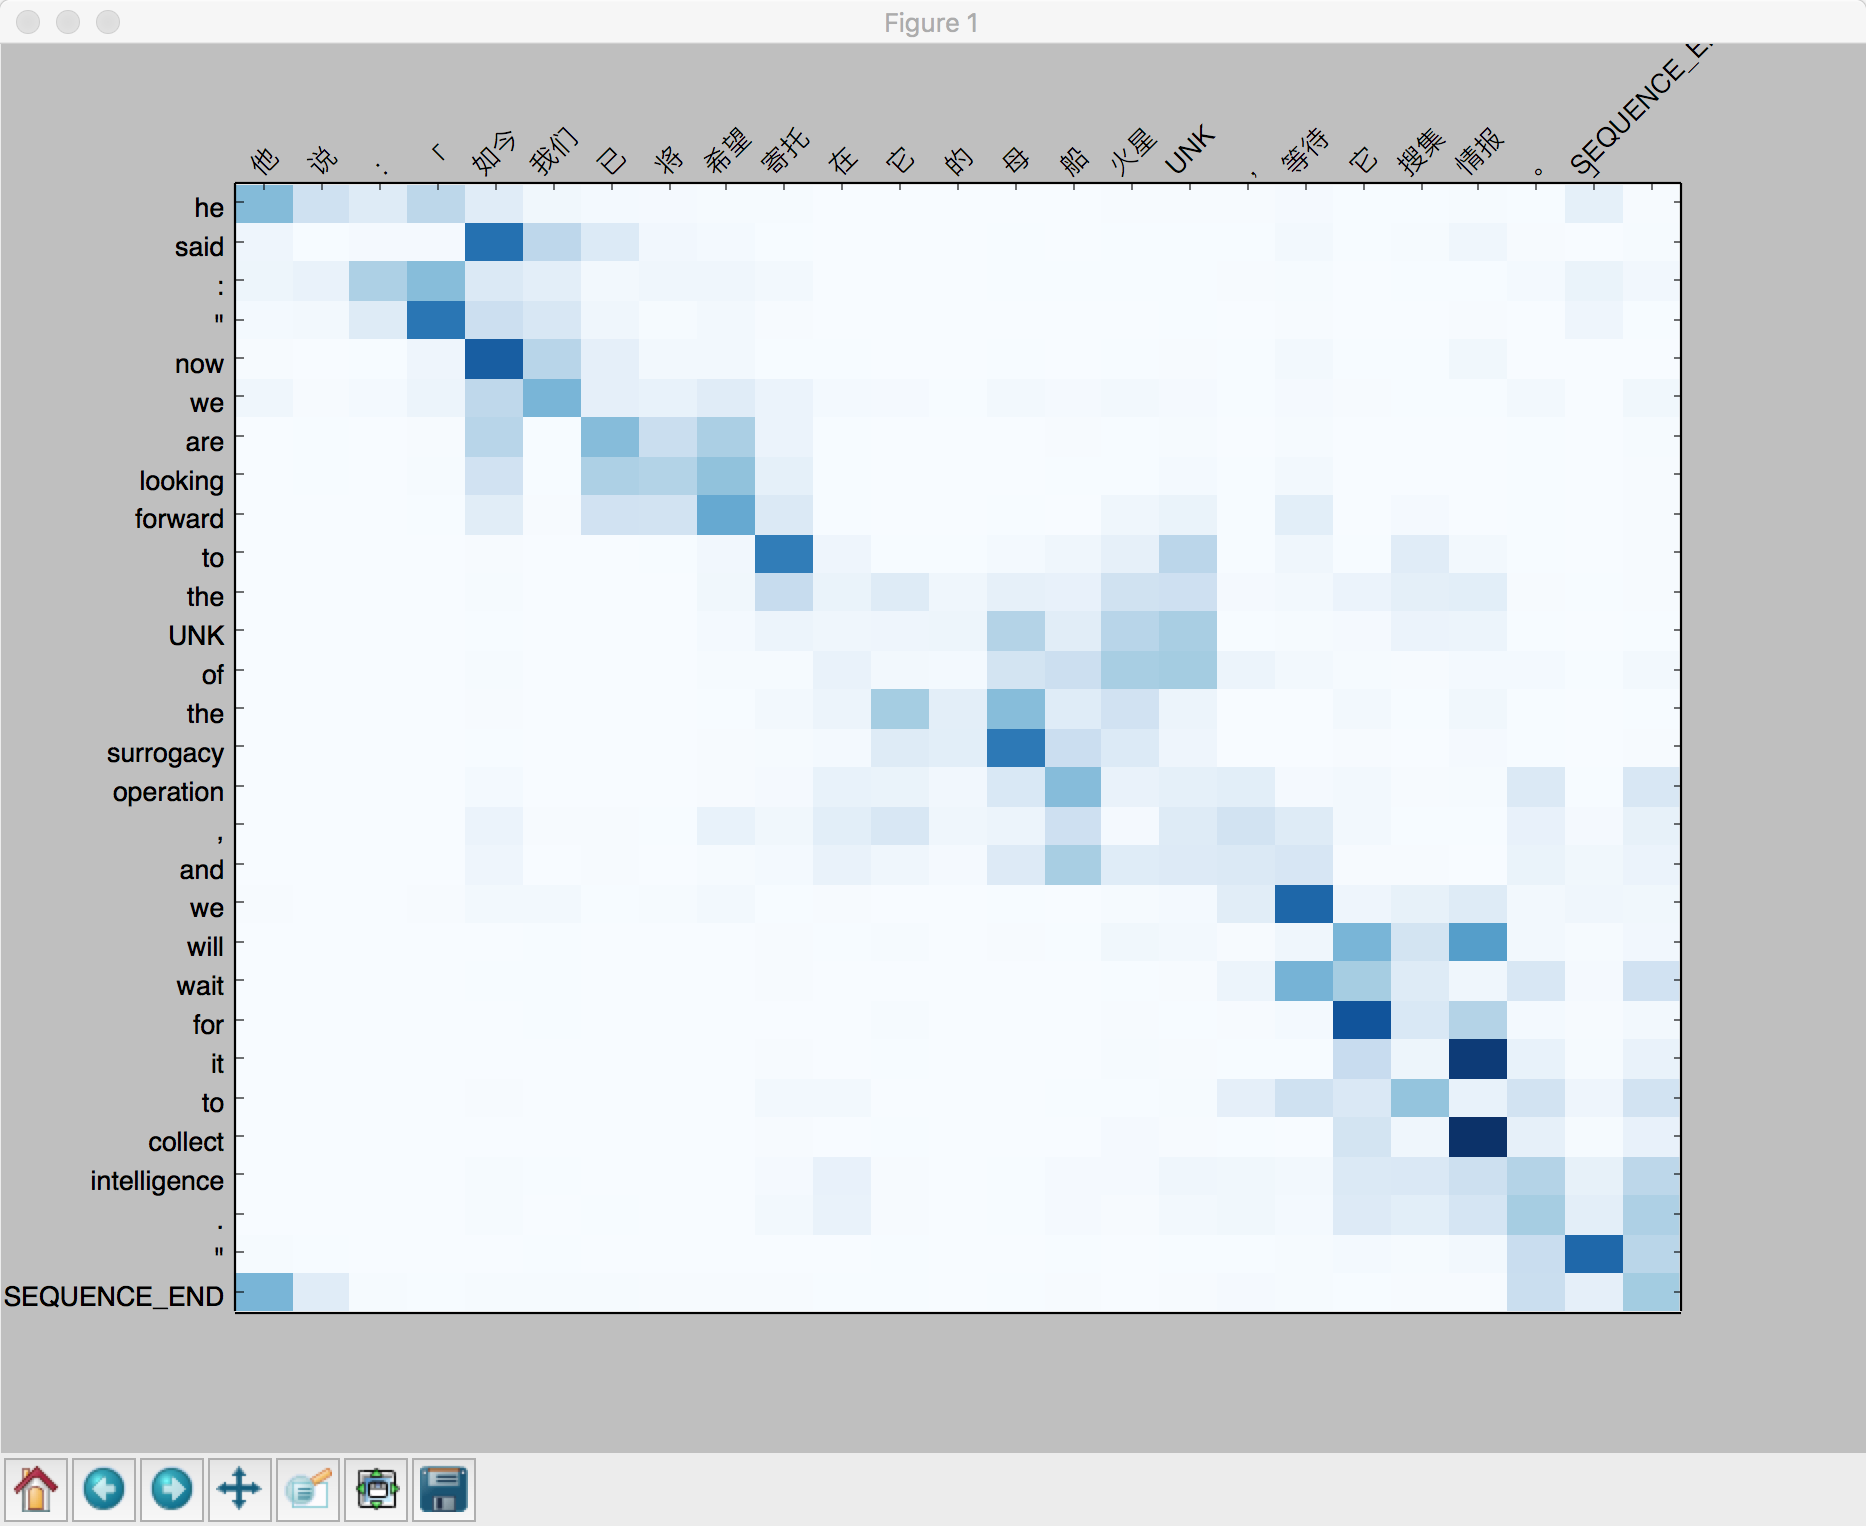 Figure 1
他 说 : 「 如今 我们 已 将 希望 寄托 在 它 的 母 船 火星 UNK , 等待 它 搜集 情报 。 」 SEQUENCE_E
he
said
:
"
now
we
are
looking
forward
to
the
UNK
of
the
surrogacy
operation
,
and
we
will
wait
for
it
to
collect
intelligence
.
"
SEQUENCE_END